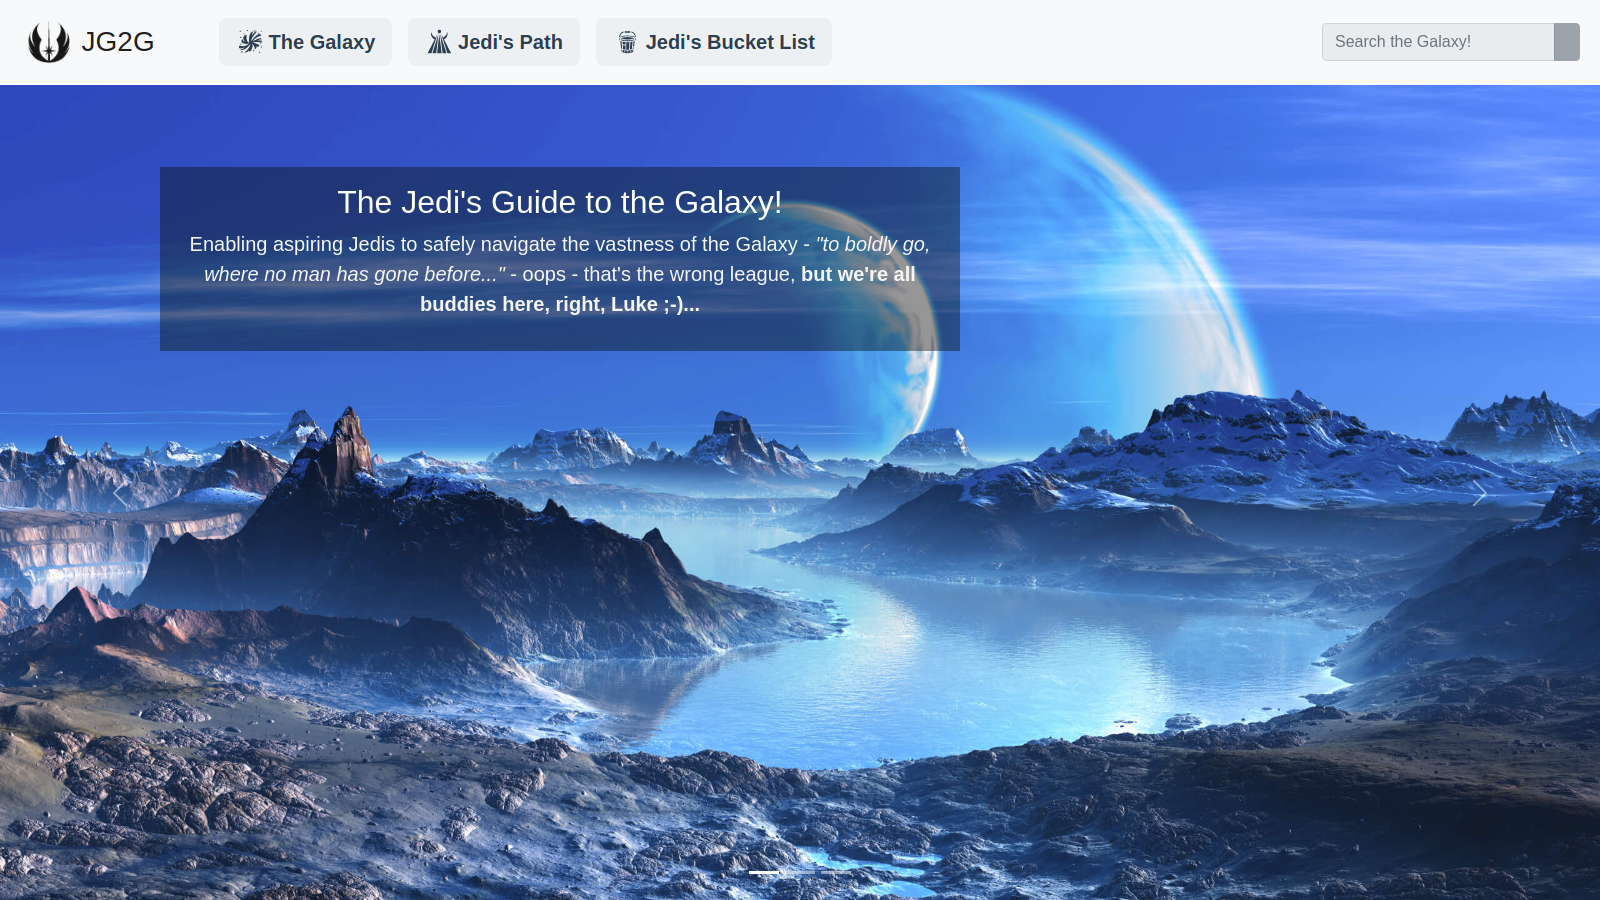 JG2G
The Galaxy
Jedi's Path
Jedi's Bucket List
Search the Galaxy!
The Jedi's Guide to the Galaxy!
Enabling aspiring Jedis to safely navigate the vastness of the Galaxy - "to boldly go,
where no man has gone before..." - oops - that's the wrong league, but we're all
buddies here, right, Luke ;-)...